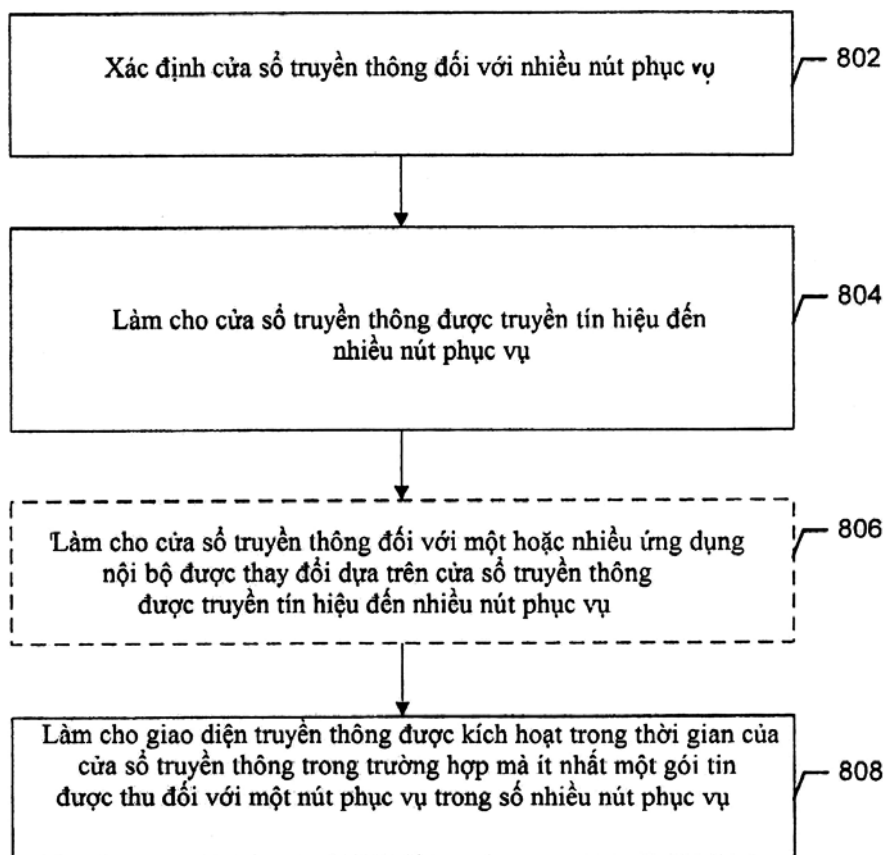 Xác định cửa sổ truyền thông đối với nhiều nút phục vụ
802
Làm cho cửa sổ truyền thông được truyền tín hiệu đến
nhiều nút phục vụ
804
Làm cho cửa sổ truyền thông đối với một hoặc nhiều ứng dụng
nội bộ được thay đổi dựa trên cửa sổ truyền thông
được truyền tín hiệu đến nhiều nút phục vụ
806
Làm cho giao diện truyền thông được kích hoạt trong thời gian của
cửa sổ truyền thông trong trường hợp mà ít nhất một gói tin
được thu đối với một nút phục vụ trong số nhiều nút phục vụ
808